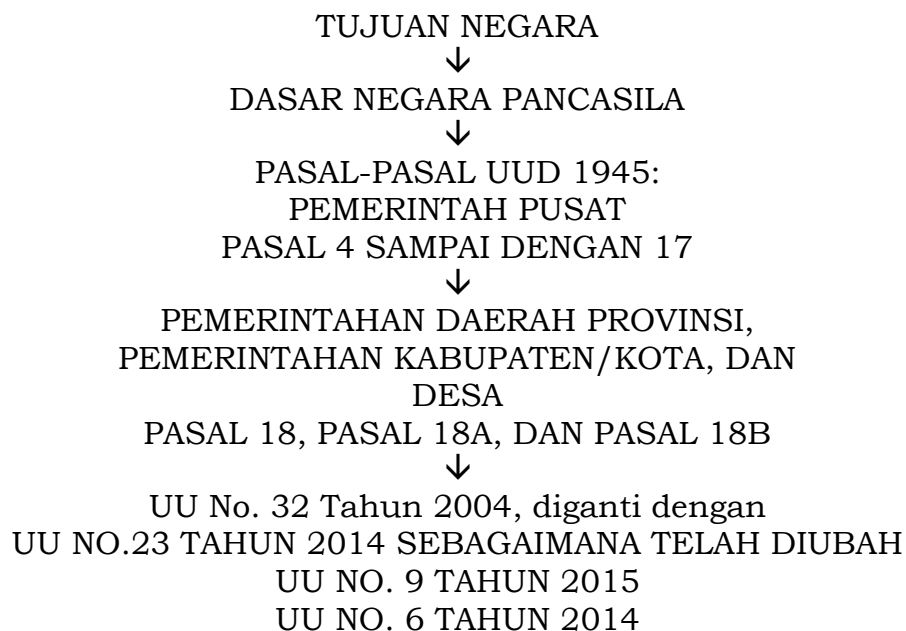 TUJUAN NEGARA
↓
DASAR NEGARA PANCASILA
↓
PASAL-PASAL UUD 1945:
PEMERINTAH PUSAT
PASAL 4 SAMPAI DENGAN 17
↓
PEMERINTAHAN DAERAH PROVINSI,
PEMERINTAHAN KABUPATEN/KOTA, DAN
DESA
PASAL 18, PASAL 18A, DAN PASAL 18B
↓
UU No. 32 Tahun 2004, diganti dengan
UU NO.23 TAHUN 2014 SEBAGAIMANA TELAH DIUBAH
UU NO. 9 TAHUN 2015
UU NO. 6 TAHUN 2014